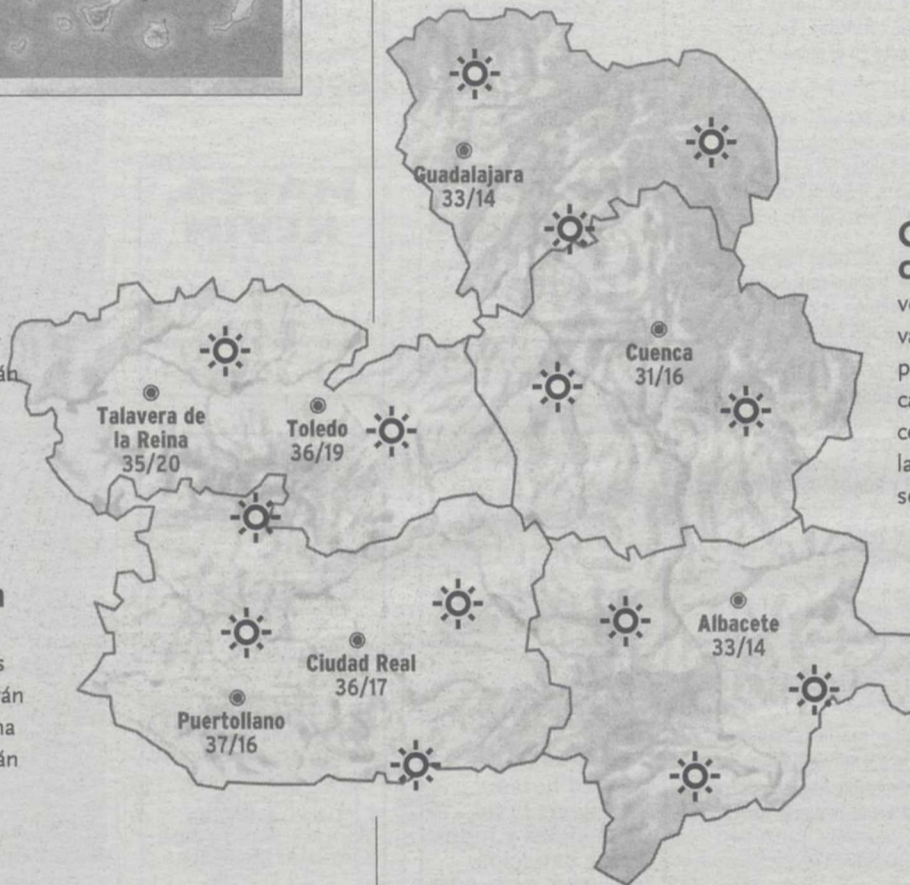 Guadalajara
33/14
Cuenca
31/16
Talavera de
la Reina
35/20
Toledo
36/19
Albacete
33/14
Ciudad Real
36/17
Puertollano
37/16